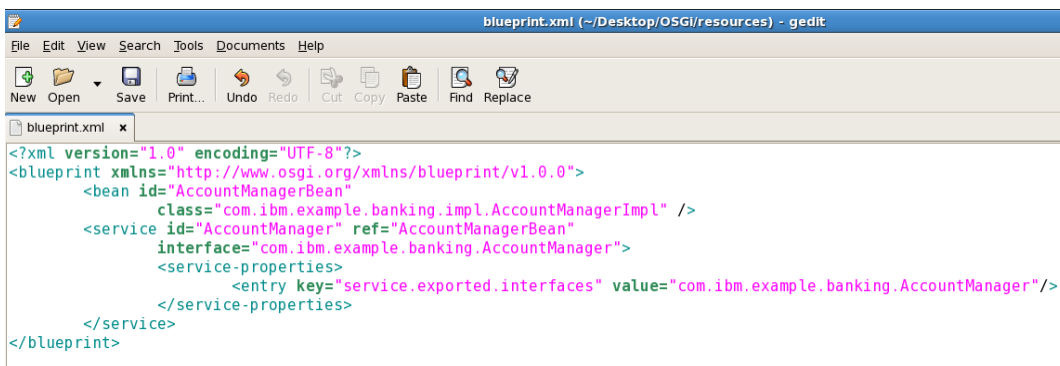 blueprint.xml (~/Desktop/OSGi/resources) - gedit
File Edit View Search Tools Documents Help
New Open Save Print... Undo Redo Cut Copy Paste Find Replace
blueprint.xml x
<?xml version="1.0" encoding="UTF-8"?>
<blueprint xmlns="http://www.osgi.org/xmlns/blueprint/v1.0.0">
        <bean id="AccountManagerBean"
                class="com.ibm.example.banking.impl.AccountManagerImpl" />
        <service id="AccountManager" ref="AccountManagerBean"
                interface="com.ibm.example.banking.AccountManager">
                <service-properties>
                        <entry key="service.exported.interfaces" value="com.ibm.example.banking.AccountManager"/>
                </service-properties>
        </service>
</blueprint>